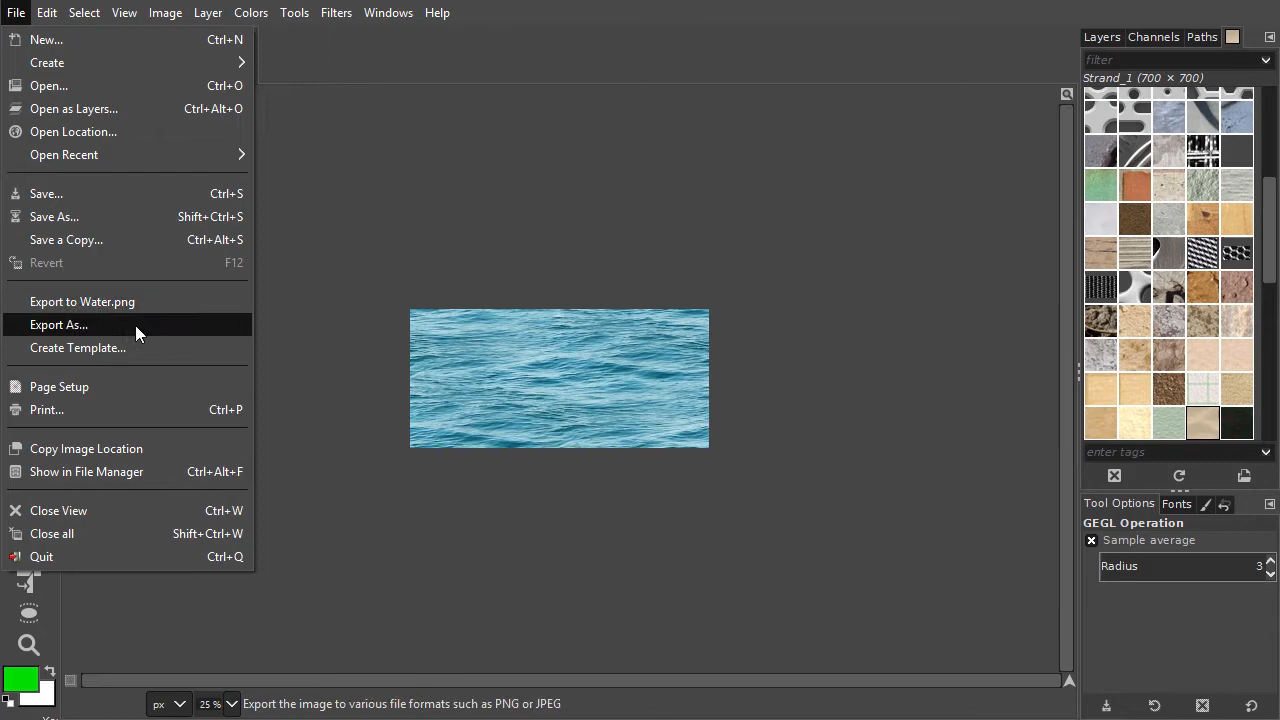 File Edit Select View Image Layer Colors Tools Filters Windows Help
New... Ctrl+N
Create
Open... Ctrl+O
Open as Layers... Ctrl+Alt+O
Open Location...
Open Recent
Save... Ctrl+S
Save As... Shift+Ctrl+S
Save a Copy... Ctrl+Alt+S
Revert F12
Export to Water.png
Export As...
Create Template...
Page Setup
Print... Ctrl+P
Copy Image Location
Show in File Manager Ctrl+Alt+F
Close View Ctrl+W
Close all Shift+Ctrl+W
Quit Ctrl+Q
px 25 % Export the image to various file formats such as PNG or JPEG
Layers Channels Paths
filter
Strand_1 (700 × 700)
enter tags
Tool Options Fonts
GEGL Operation
Sample average
Radius 3